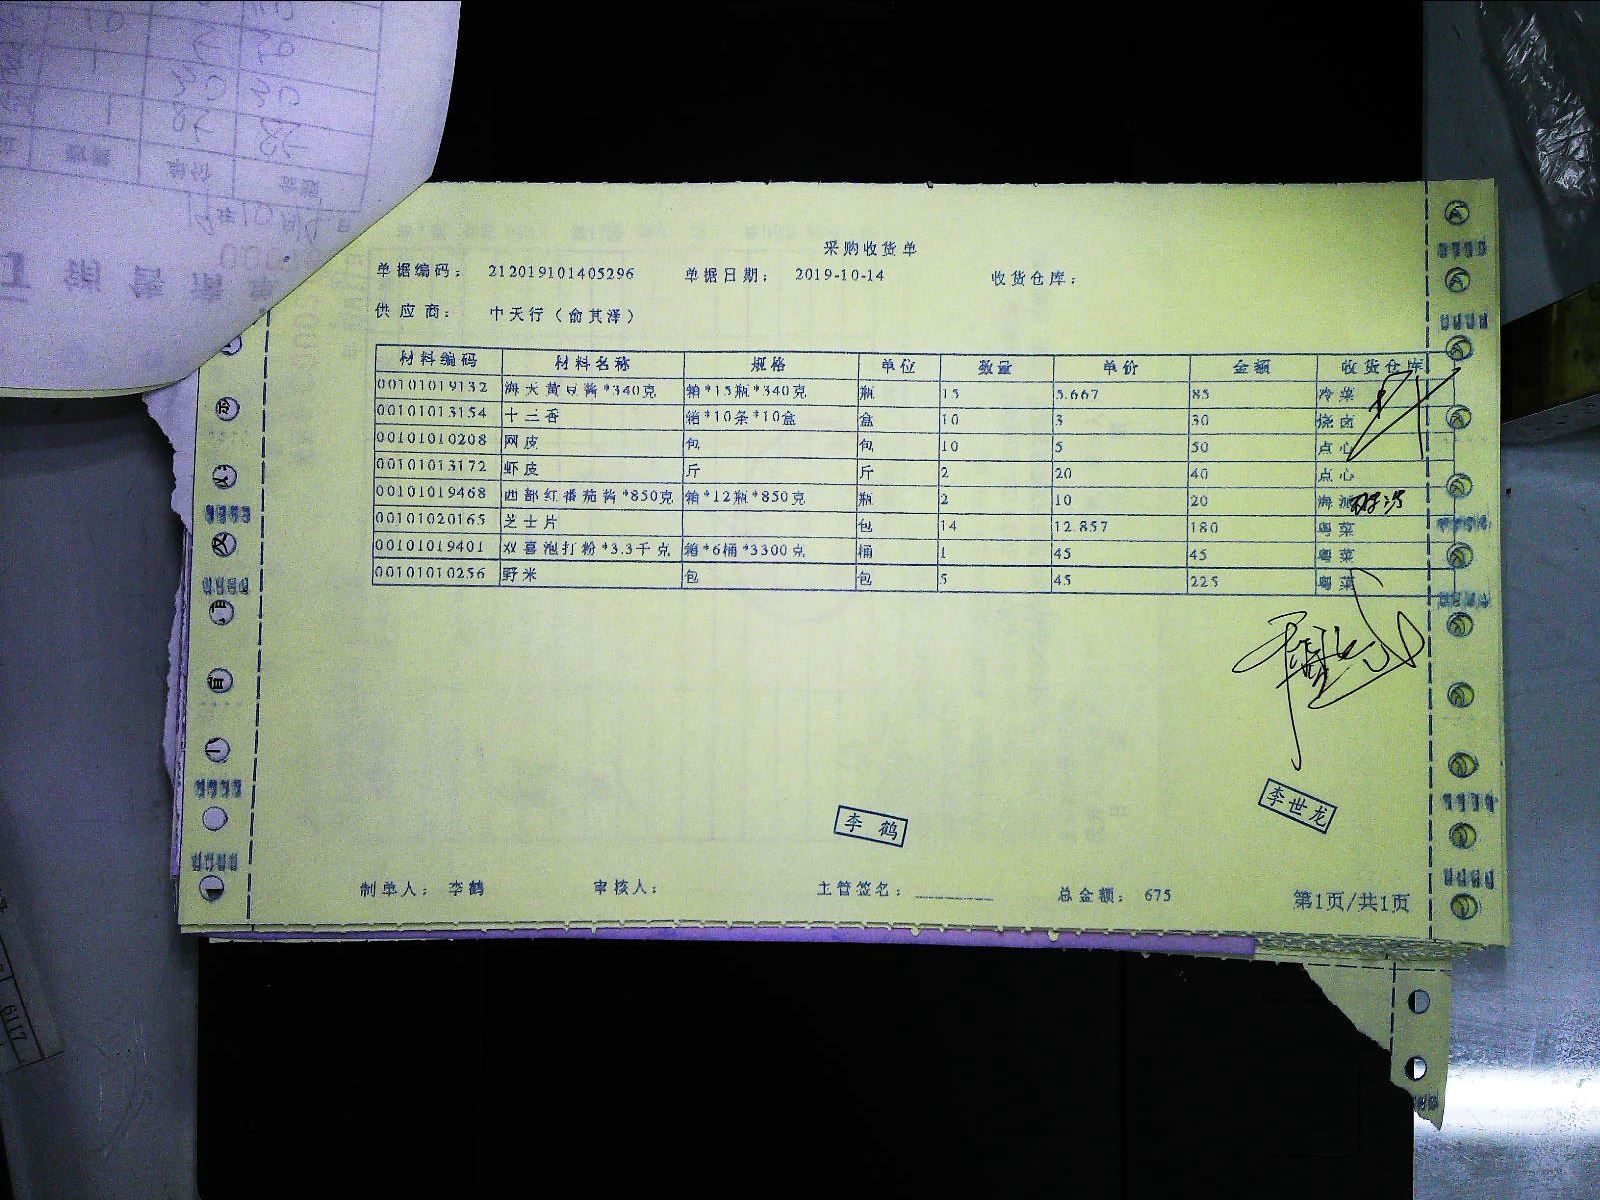 采购收货单
单据编码： 212019101405296 单据日期： 2019-10-14 收货仓库：
供应商： 中天行（俞其泽）
材料编码 材料名称 规格 单位 数量 单价 金额 收货仓库
00101019132 海天黄豆酱*340克 箱*15瓶*340克 瓶 15 5.667 85 冷菜
00101013154 十三香 箱*10条*10盒 盒 10 3 30 烧卤
00101010208 网皮 包 包 10 5 50 点心
00101013172 虾皮 斤 斤 2 20 40 点心
00101019468 西部红番茄酱*850克 箱*12瓶*850克 瓶 2 10 20 海
00101020165 芝士片 包 14 12.857 180 粤菜
00101019401 双喜泡打粉*3.3千克 箱*6桶*3300克 桶 1 45 45 粤菜
00101010256 野米 包 包 5 45 225 粤菜
李世龙
李鹤
制单人： 李鹤 审核人： 主管签名： 总金额： 675 第1页/共1页
6117